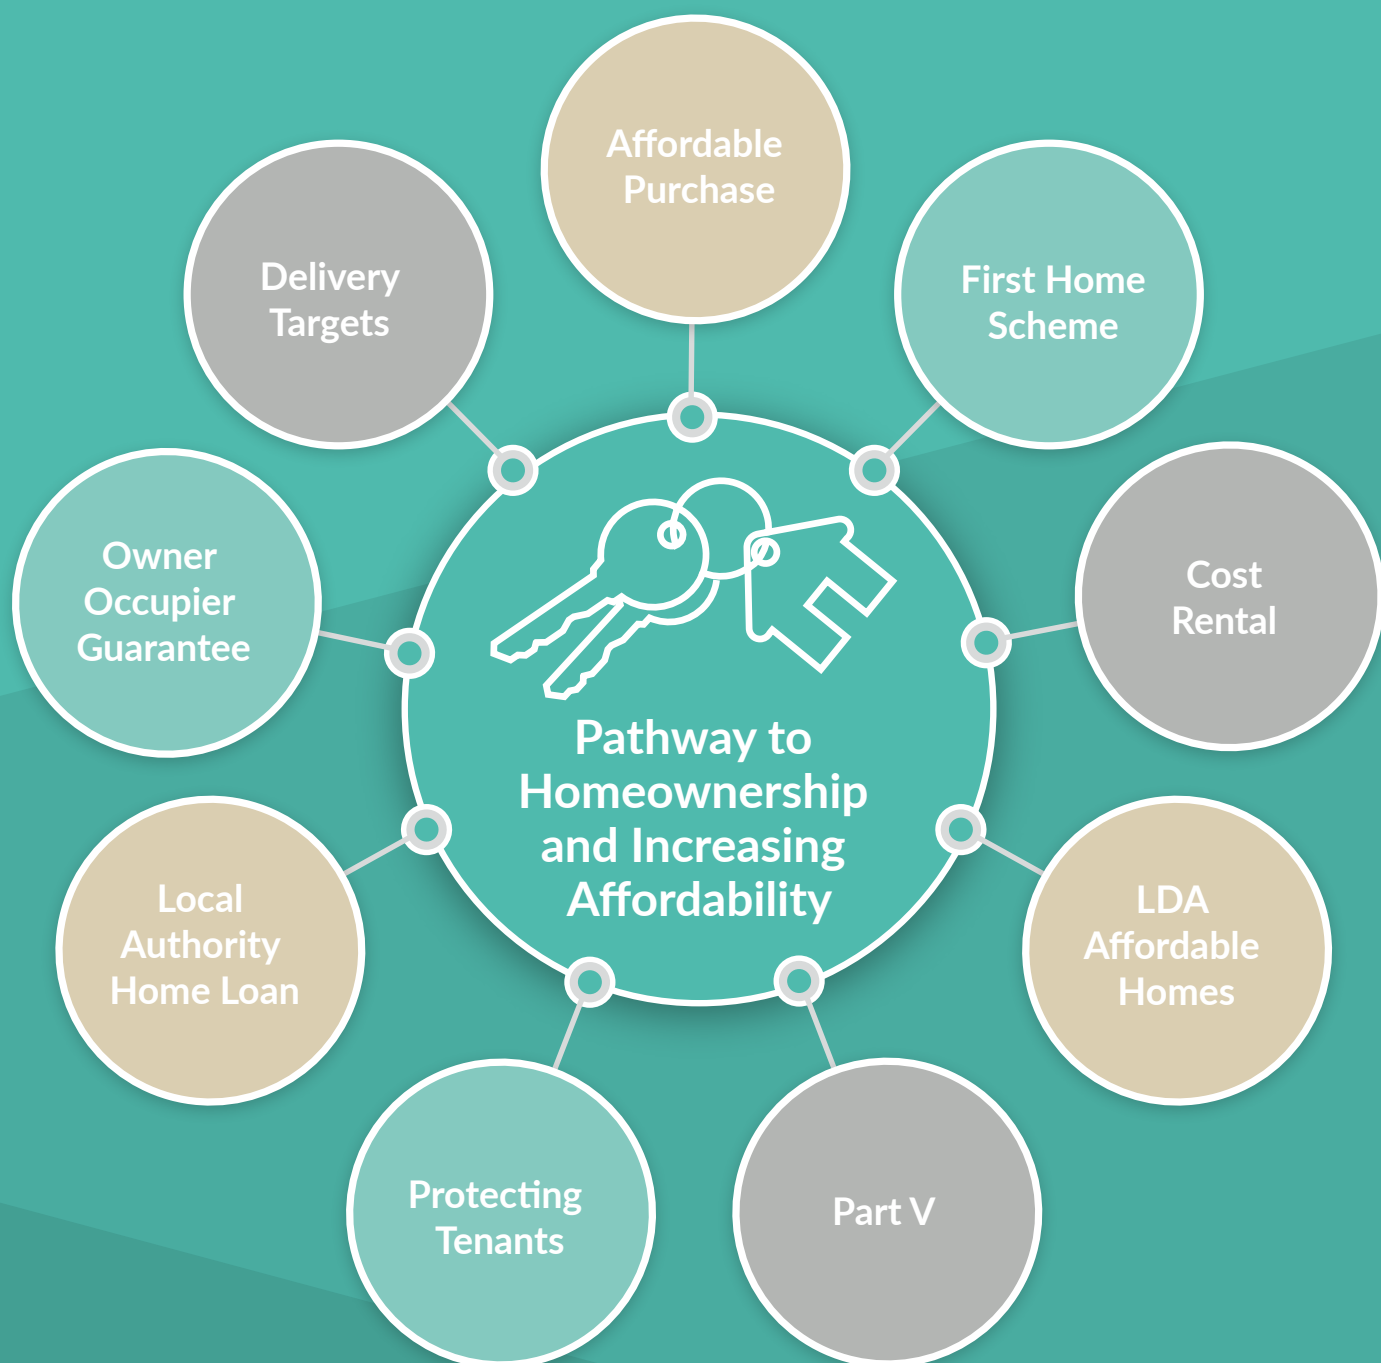 Affordable
Purchase
First Home
Scheme
Cost
Rental
LDA
Affordable
Homes
Part V
Protecting
Tenants
Local
Authority
Home Loan
Owner
Occupier
Guarantee
Delivery
Targets
Pathway to
Homeownership
and Increasing
Affordability